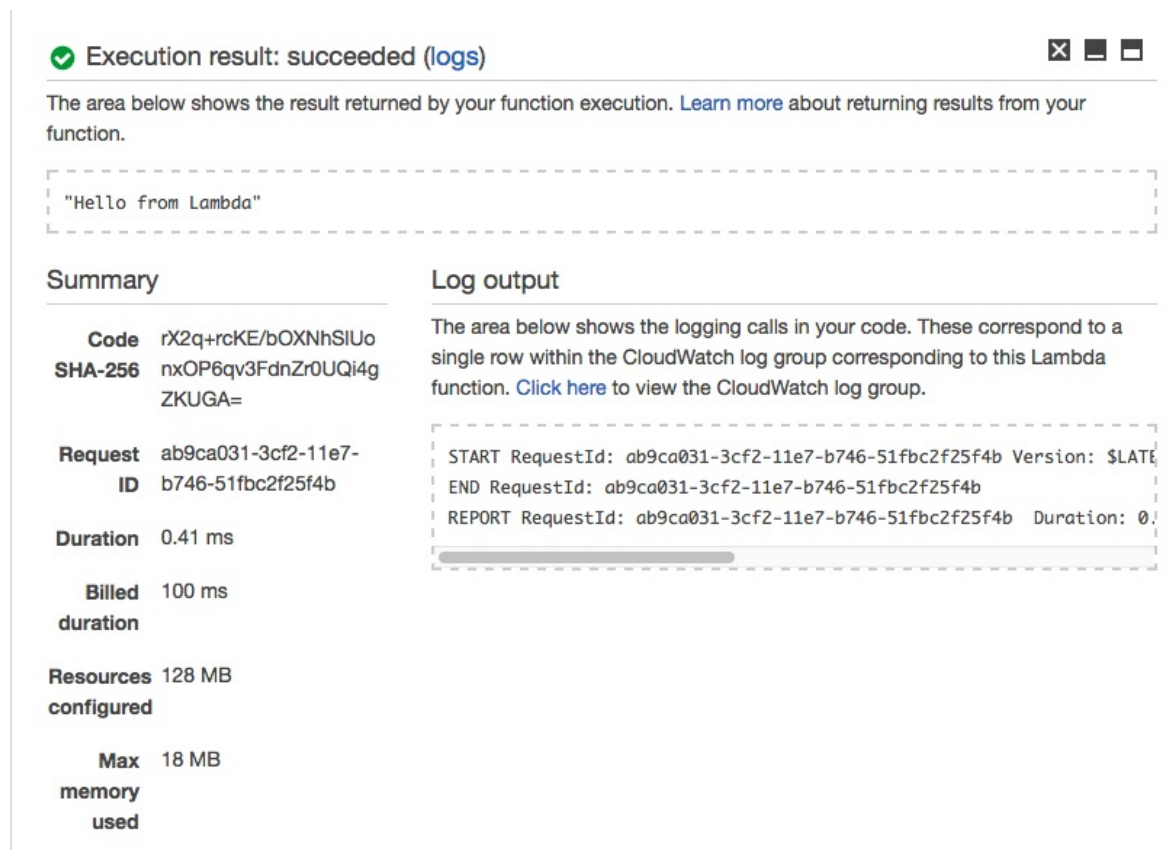 Execution result: succeeded (logs)
The area below shows the result returned by your function execution. Learn more about returning results from your
function.
"Hello from Lambda"
Summary
Code SHA-256
rX2q+rcKE/bOXNhSlUo
nxOP6qv3FdnZr0UQi4g
ZKUGA=
Request ID
ab9ca031-3cf2-11e7-
b746-51fbc2f25f4b
Duration 0.41 ms
Billed duration
100 ms
Resources configured
128 MB
Max memory used
18 MB
Log output
The area below shows the logging calls in your code. These correspond to a
single row within the CloudWatch log group corresponding to this Lambda
function. Click here to view the CloudWatch log group.
START RequestId: ab9ca031-3cf2-11e7-b746-51fbc2f25f4b Version: $LATE
END RequestId: ab9ca031-3cf2-11e7-b746-51fbc2f25f4b
REPORT RequestId: ab9ca031-3cf2-11e7-b746-51fbc2f25f4b Duration: 0.